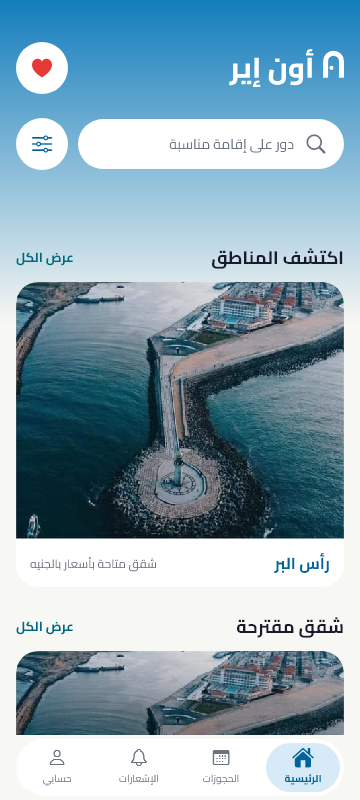 أون إير
دور على إقامة مناسبة
اكتشف المناطق
عرض الكل
رأس البر
شقق متاحة بأسعار بالجنيه
شقق مقترحة
عرض الكل
الرئيسية
الحجوزات
الإشعارات
حسابي